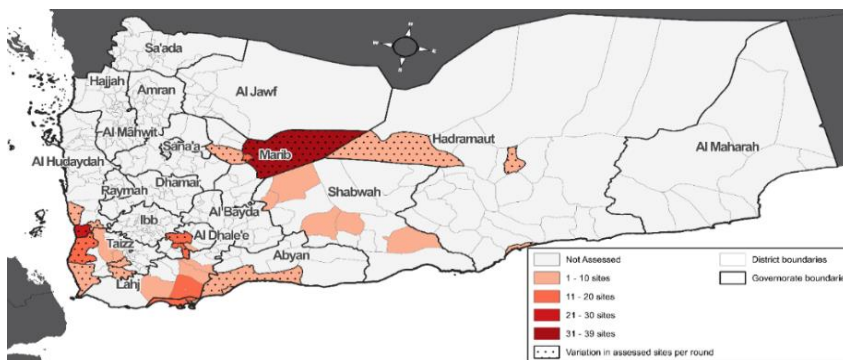 Sa'ada
Hajjah
Amran
Al Jawf
Hadramaut
Al Mahwit
Sana'a
Marib
Al Maharah
Al Hudaydah
Dhamar
Raymah
Shabwah
Al Bayda
Ibb
Al Dhale'e
Taizz
Abyan
Lahj
Not Assessed
1 - 10 sites
11 - 20 sites
21 - 30 sites
31 - 39 sites
Variation in assessed sites per round
District boundaries
Governorate boundaries